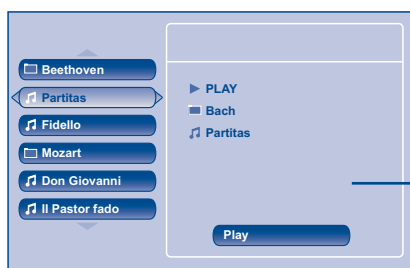 Beethoven
Partitas
Fidello
Mozart
Don Giovanni
Il Pastor fado
PLAY
Bach
Partitas
Play